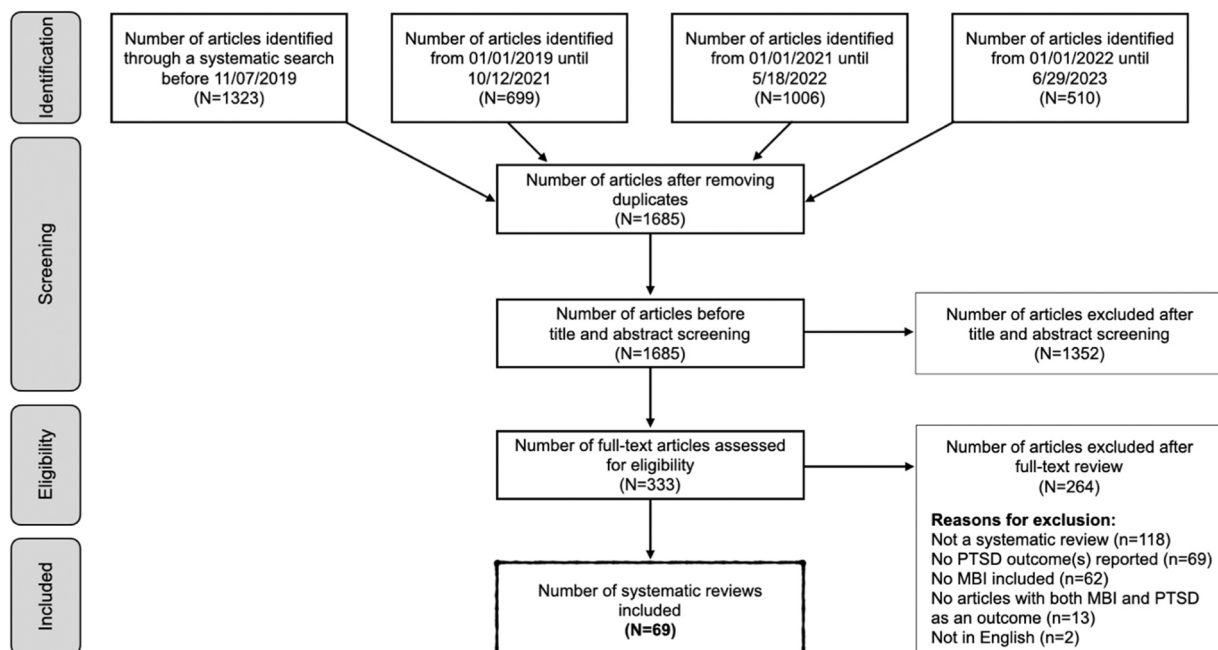 Identification
Number of articles identified
through a systematic search
before 11/07/2019
(N=1323)
Number of articles identified
from 01/01/2019 until
10/12/2021
(N=699)
Number of articles identified
from 01/01/2021 until
5/18/2022
(N=1006)
Number of articles identified
from 01/01/2022 until
6/29/2023
(N=510)
Screening
Number of articles after removing
duplicates
(N=1685)
Number of articles before
title and abstract screening
(N=1685)
Number of articles excluded after
title and abstract screening
(N=1352)
Eligibility
Number of full-text articles assessed
for eligibility
(N=333)
Number of articles excluded after
full-text review
(N=264)
Reasons for exclusion:
Not a systematic review (n=118)
No PTSD outcome(s) reported (n=69)
No MBI included (n=62)
No articles with both MBI and PTSD
as an outcome (n=13)
Not in English (n=2)
Included
Number of systematic reviews
included
(N=69)